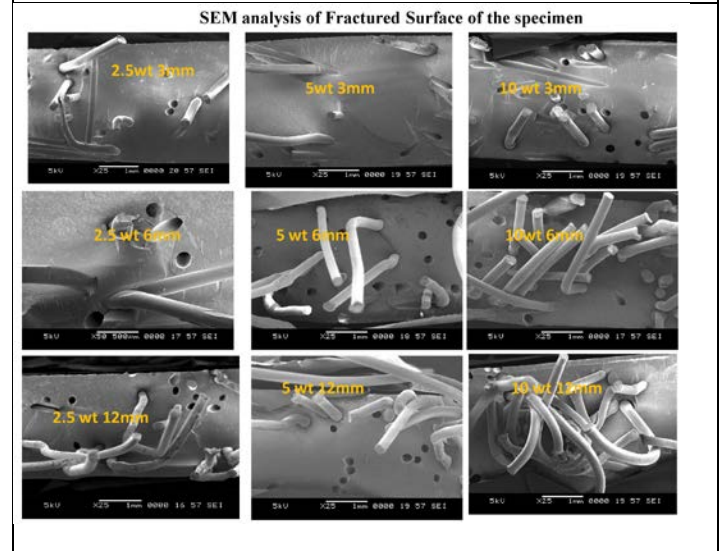 SEM analysis of Fractured Surface of the specimen
2.5wt 3mm
5kV X25 1mm 0000 20 57 SEI
5wt 3mm
5kV X25 1mm 0000 19 57 SEI
10 wt 3mm
5kV X25 1mm 0000 19 57 SEI
2.5 wt 6mm
5kV X50 500mm 0000 17 57 SEI
5 wt 6mm
5kV X25 1mm 0000 18 57 SEI
10wt 6mm
5kV X25 1mm 0000 17 57 SEI
2.5 wt 12mm
5kV X25 1mm 0000 16 57 SEI
5 wt 12mm
5kV X25 1mm 0000 19 57 SEI
10 wt 12mm
5kV X25 1mm 0000 15 57 SEI